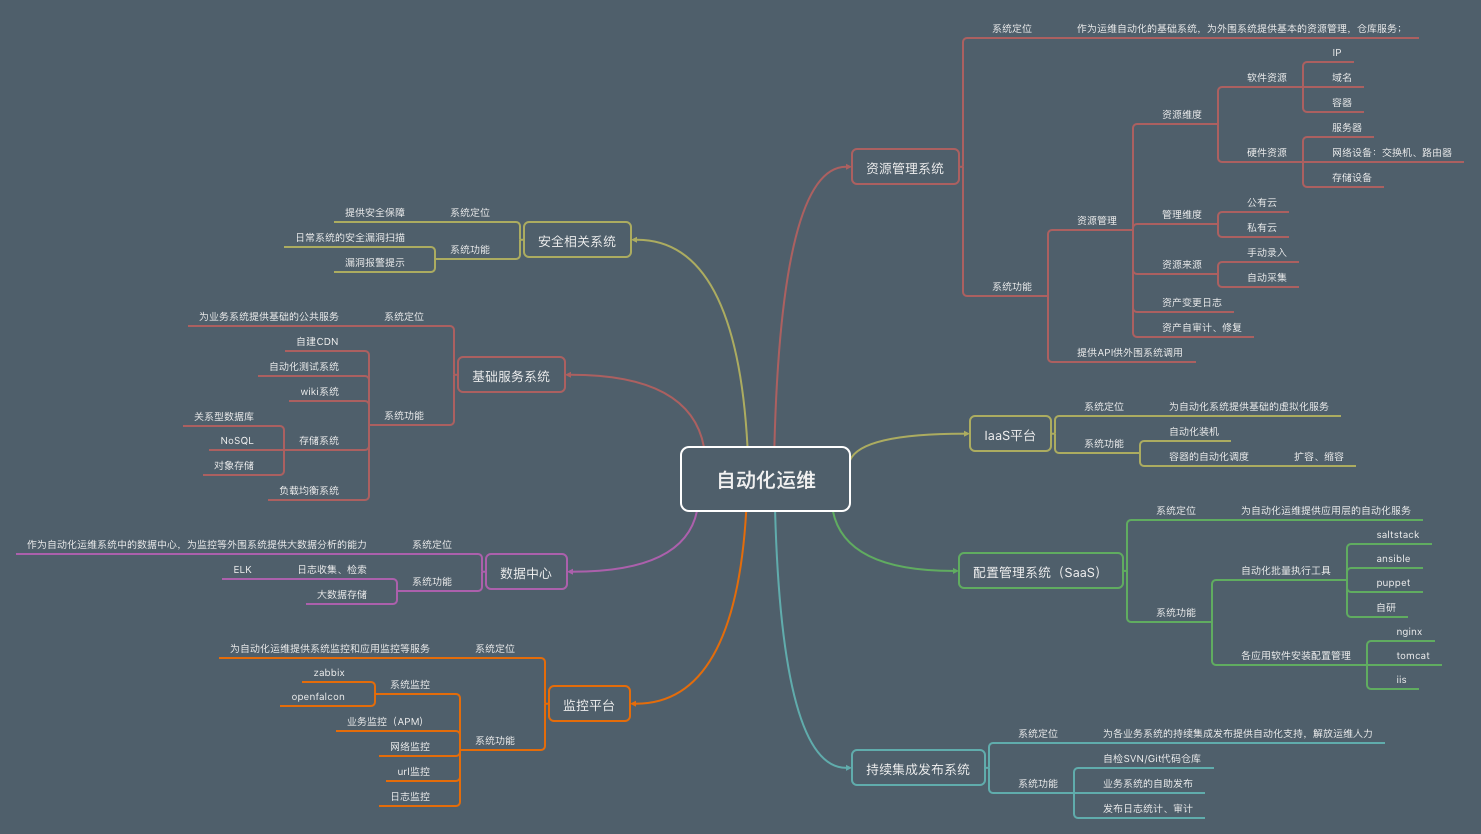 自动化运维
资源管理系统
系统定位
作为运维自动化的基础系统，为外围系统提供基本的资源管理，仓库服务；
系统功能
资源管理
资源维度
软件资源
IP
域名
容器
硬件资源
服务器
网络设备：交换机、路由器
存储设备
管理维度
公有云
私有云
资源来源
手动录入
自动采集
资产变更日志
资产自审计、修复
提供API供外围系统调用
IaaS平台
系统定位
为自动化系统提供基础的虚拟化服务
系统功能
自动化装机
容器的自动化调度
扩容、缩容
配置管理系统（SaaS）
系统定位
为自动化运维提供应用层的自动化服务
系统功能
自动化批量执行工具
saltstack
ansible
puppet
自研
各应用软件安装配置管理
nginx
tomcat
iis
持续集成发布系统
系统定位
为各业务系统的持续集成发布提供自动化支持，解放运维人力
系统功能
自检SVN/Git代码仓库
业务系统的自助发布
发布日志统计、审计
安全相关系统
系统定位
提供安全保障
系统功能
日常系统的安全漏洞扫描
漏洞报警提示
基础服务系统
系统定位
为业务系统提供基础的公共服务
系统功能
自建CDN
自动化测试系统
wiki系统
存储系统
关系型数据库
NoSQL
对象存储
负载均衡系统
数据中心
系统定位
作为自动化运维系统中的数据中心，为监控等外围系统提供大数据分析的能力
系统功能
日志收集、检索
ELK
大数据存储
监控平台
系统定位
为自动化运维提供系统监控和应用监控等服务
系统功能
系统监控
zabbix
openfalcon
业务监控（APM）
网络监控
url监控
日志监控